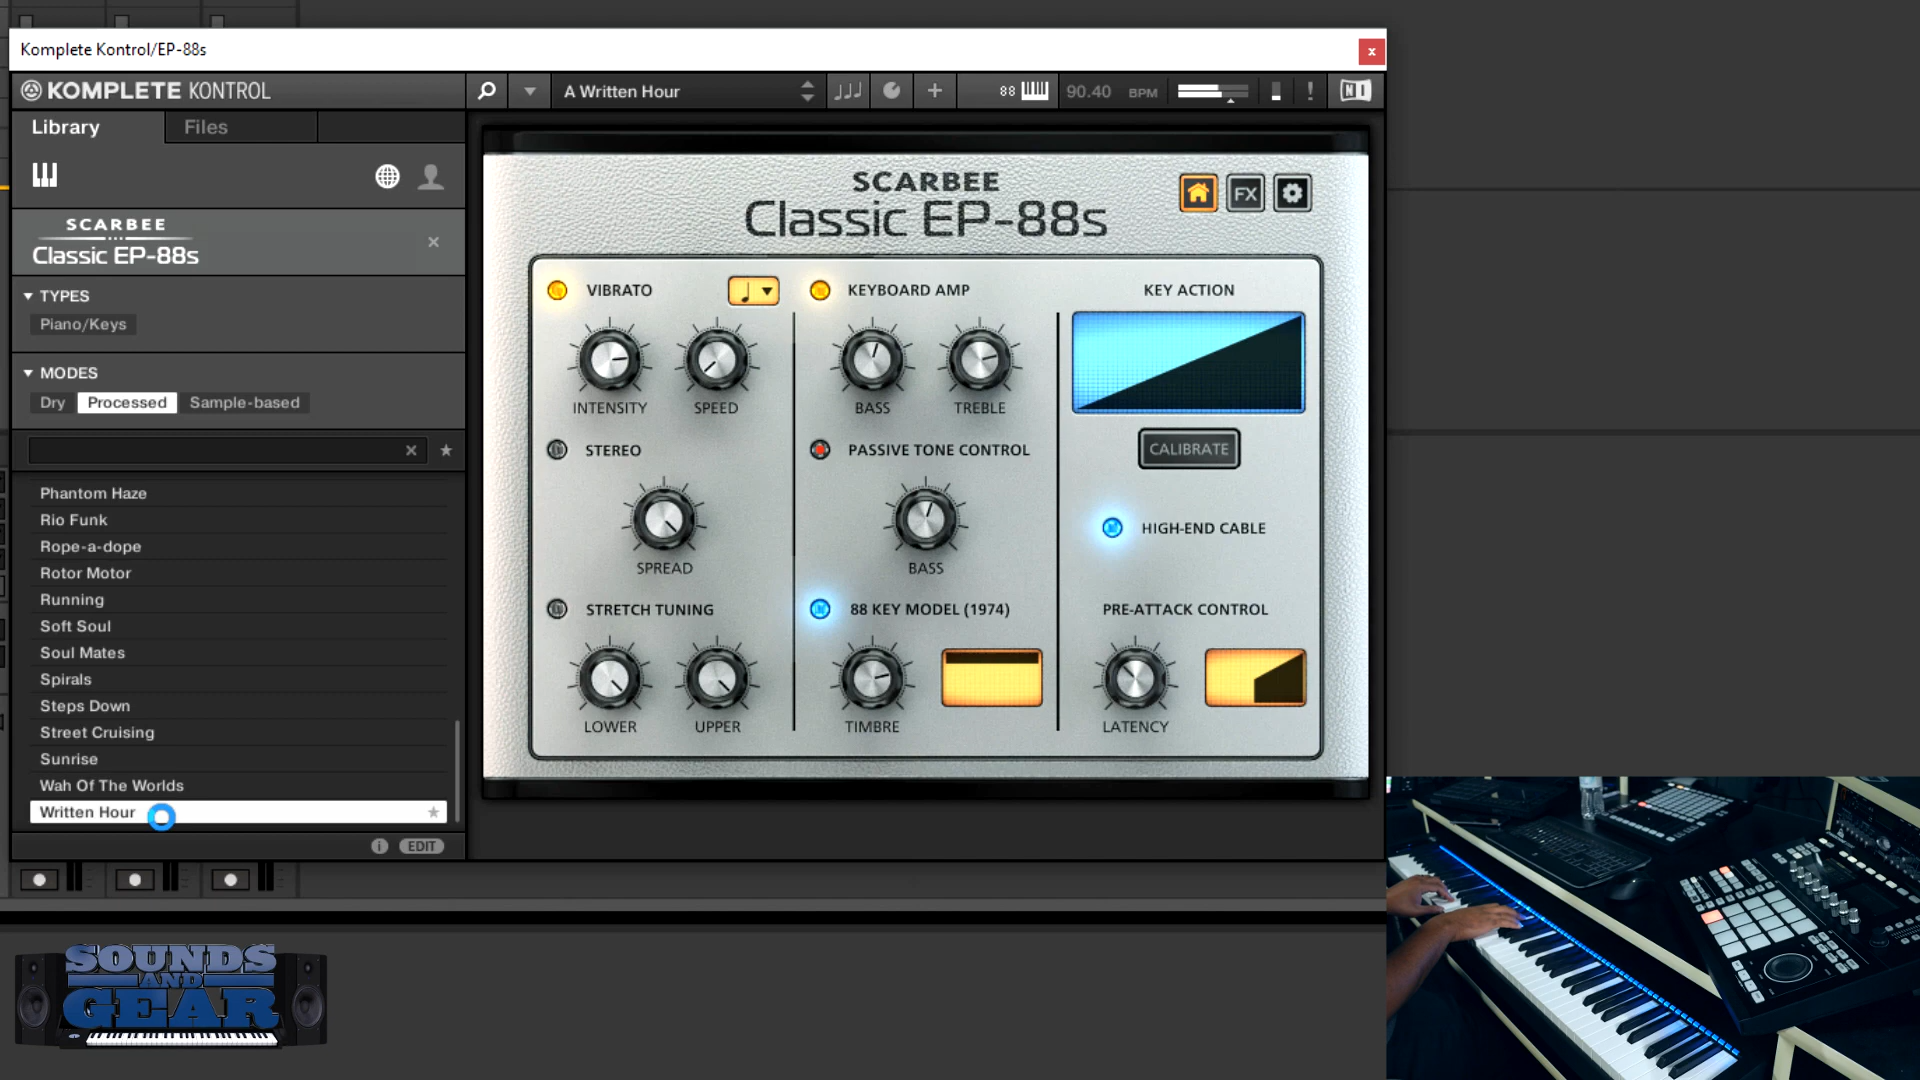 Komplete Kontrol/EP-88s
x
KOMPLETE KONTROL
A Written Hour
88
90.40 BPM
!
NI
Library
Files
SCARBEE
Classic EP-88s
TYPES
Piano/Keys
MODES
Dry
Processed
Sample-based
Phantom Haze
Rio Funk
Rope-a-dope
Rotor Motor
Running
Soft Soul
Soul Mates
Spirals
Steps Down
Street Cruising
Sunrise
Wah Of The Worlds
Written Hour
i
EDIT
SCARBEE
Classic EP-88s
FX
VIBRATO
INTENSITY
SPEED
STEREO
SPREAD
STRETCH TUNING
LOWER
UPPER
KEYBOARD AMP
BASS
TREBLE
PASSIVE TONE CONTROL
BASS
88 KEY MODEL (1974)
TIMBRE
KEY ACTION
CALIBRATE
HIGH-END CABLE
PRE-ATTACK CONTROL
LATENCY
SOUNDS
AND
GEAR